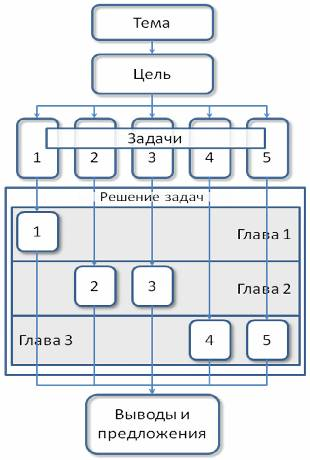 Тема
Цель
Задачи
1 2 3 4 5
Решение задач
1
Глава 1
2 3
Глава 2
Глава 3
4 5
Выводы и
предложения